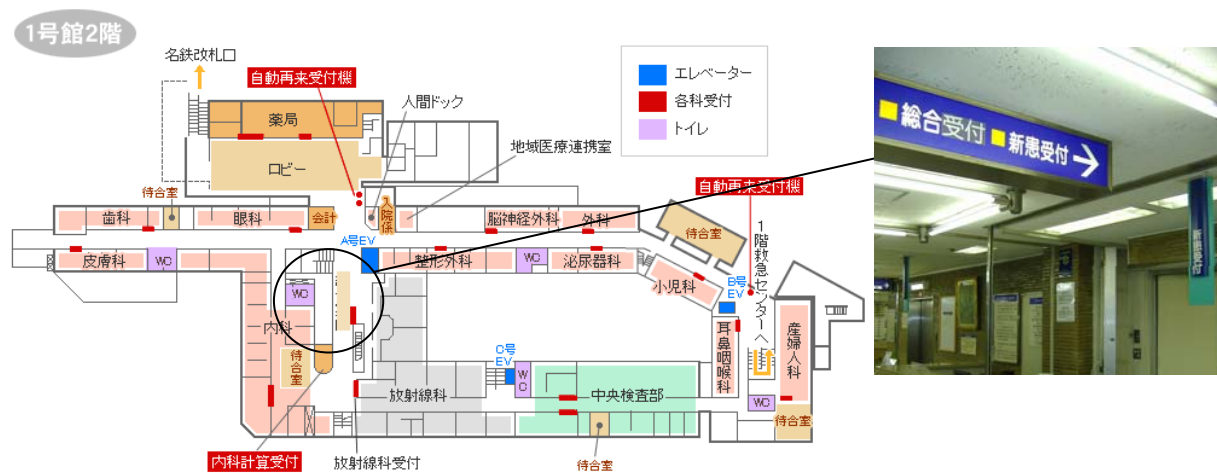 1号館2階
名鉄改札口
自動再来受付機
人間ドック
薬局
ロビー
地域医療連携室
エレベーター
各科受付
トイレ
待合室
歯科
眼科
会計
入院係
脳神経外科
外科
待合室
自動再来受付機
1階救急センターへ
A号EV
皮膚科
WC
整形外科
WC
泌尿器科
小児科
B号EV
WC
内科
待合室
C号EV
WC
放射線科
中央検査部
耳鼻咽喉科
産婦人科
WC
待合室
内科計算受付
放射線科受付
待合室
総合受付 新患受付→
新患受付